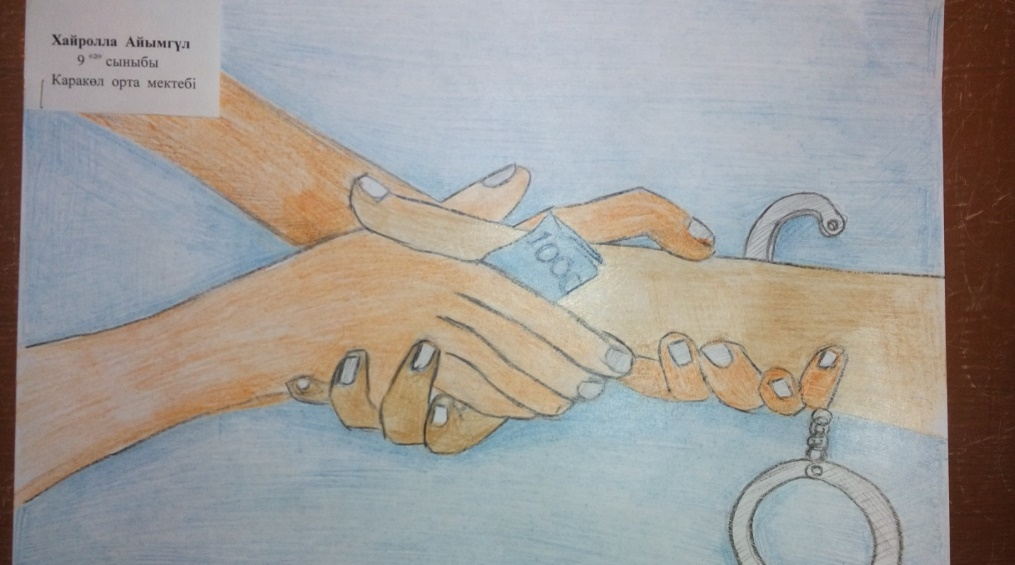 Хайролла Айымгүл
9 "а" сыныбы
Каракөл орта мектебі
1000